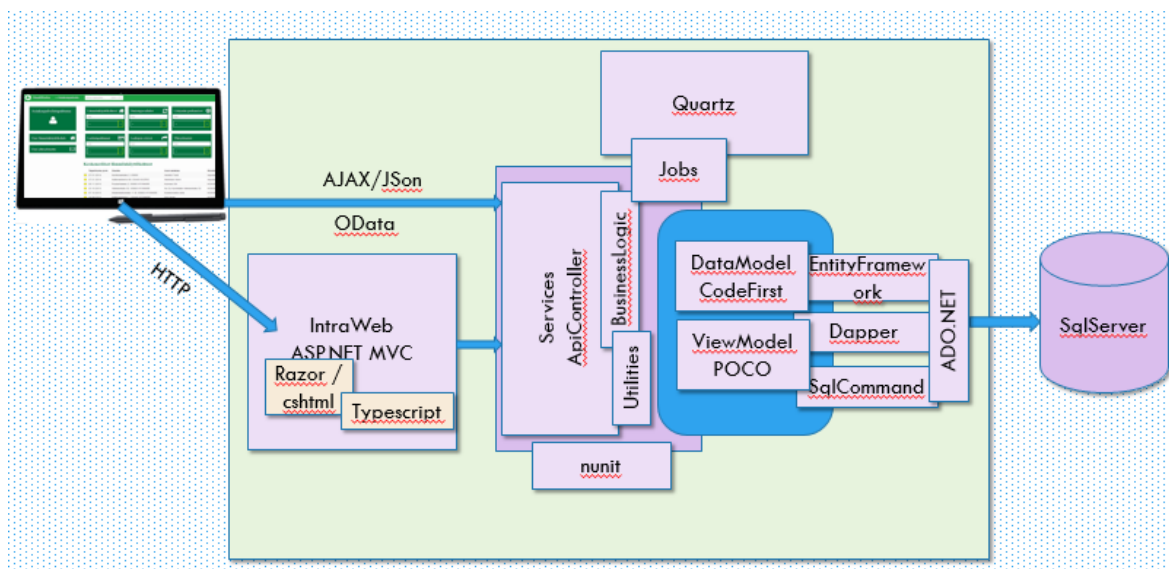 Quartz
Jobs
AJAX/JSon
OData
HTTP
IntraWeb
ASP.NET MVC
Razor /
cshtml
Typescript
Services
ApiController
BusinessLogic
Utilities
nunit
DataModel
CodeFirst
ViewModel
POCO
EntityFramew
ork
Dapper
SqlCommand
ADO.NET
SqlServer